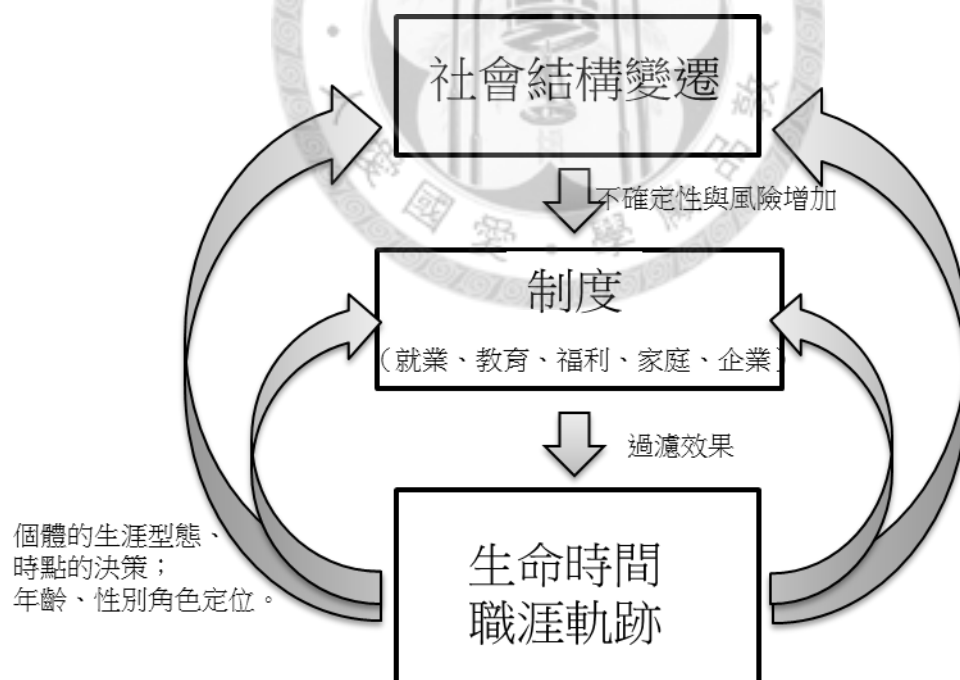 社會結構變遷
不確定性與風險增加
制度
（就業、教育、福利、家庭、企業）
過濾效果
個體的生涯型態、
時點的決策；
年齡、性別角色定位。
生命時間
職涯軌跡